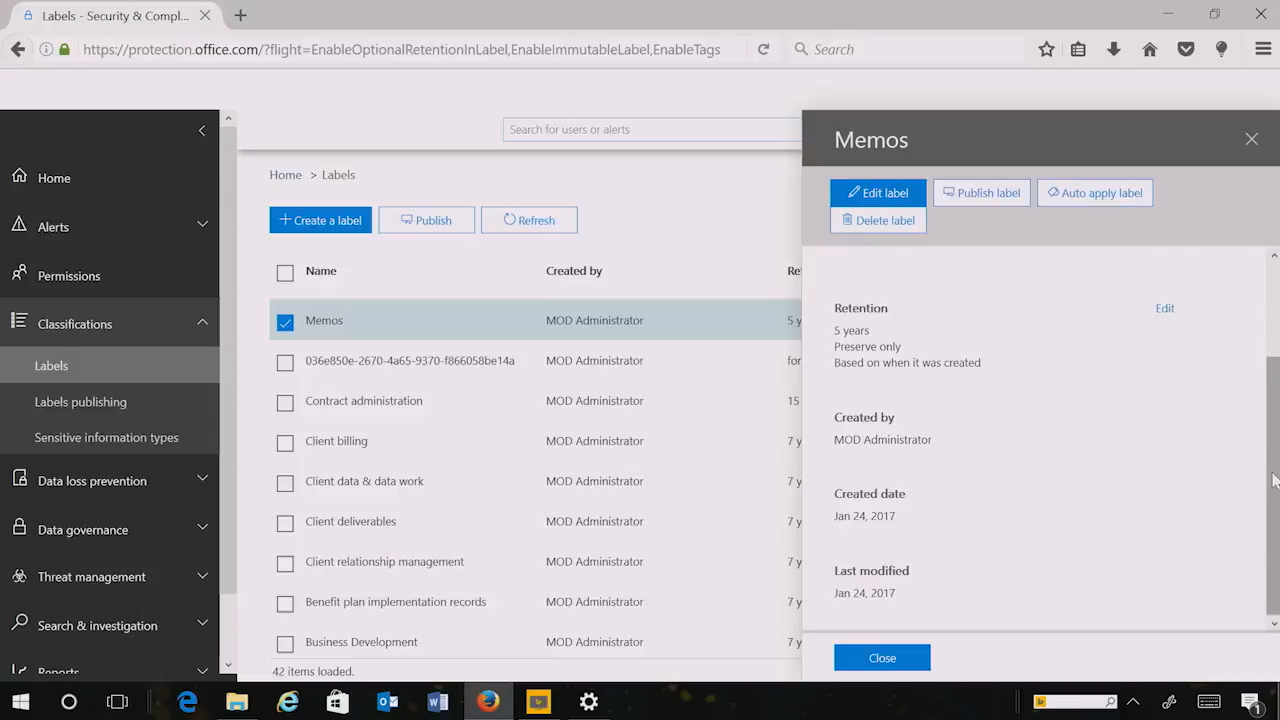 Labels - Security & Compl...
https://protection.office.com/?flight=EnableOptionalRetentionInLabel,EnableImmutableLabel,EnableTags
Search
Home
Alerts
Permissions
Classifications
Labels
Labels publishing
Sensitive information types
Data loss prevention
Data governance
Threat management
Search & investigation
Reports
Search for users or alerts
Home > Labels
+ Create a label
Publish
Refresh
Name Created by Re
Memos MOD Administrator 5 y
036e850e-2670-4a65-9370-f866058be14a MOD Administrator for
Contract administration MOD Administrator 15
Client billing MOD Administrator 7 y
Client data & data work MOD Administrator 7 y
Client deliverables MOD Administrator 7 y
Client relationship management MOD Administrator 7 y
Benefit plan implementation records MOD Administrator 7 y
Business Development MOD Administrator 7 y
42 items loaded.
Memos
Edit label
Publish label
Auto apply label
Delete label
Retention Edit
5 years
Preserve only
Based on when it was created
Created by
MOD Administrator
Created date
Jan 24, 2017
Last modified
Jan 24, 2017
Close
1